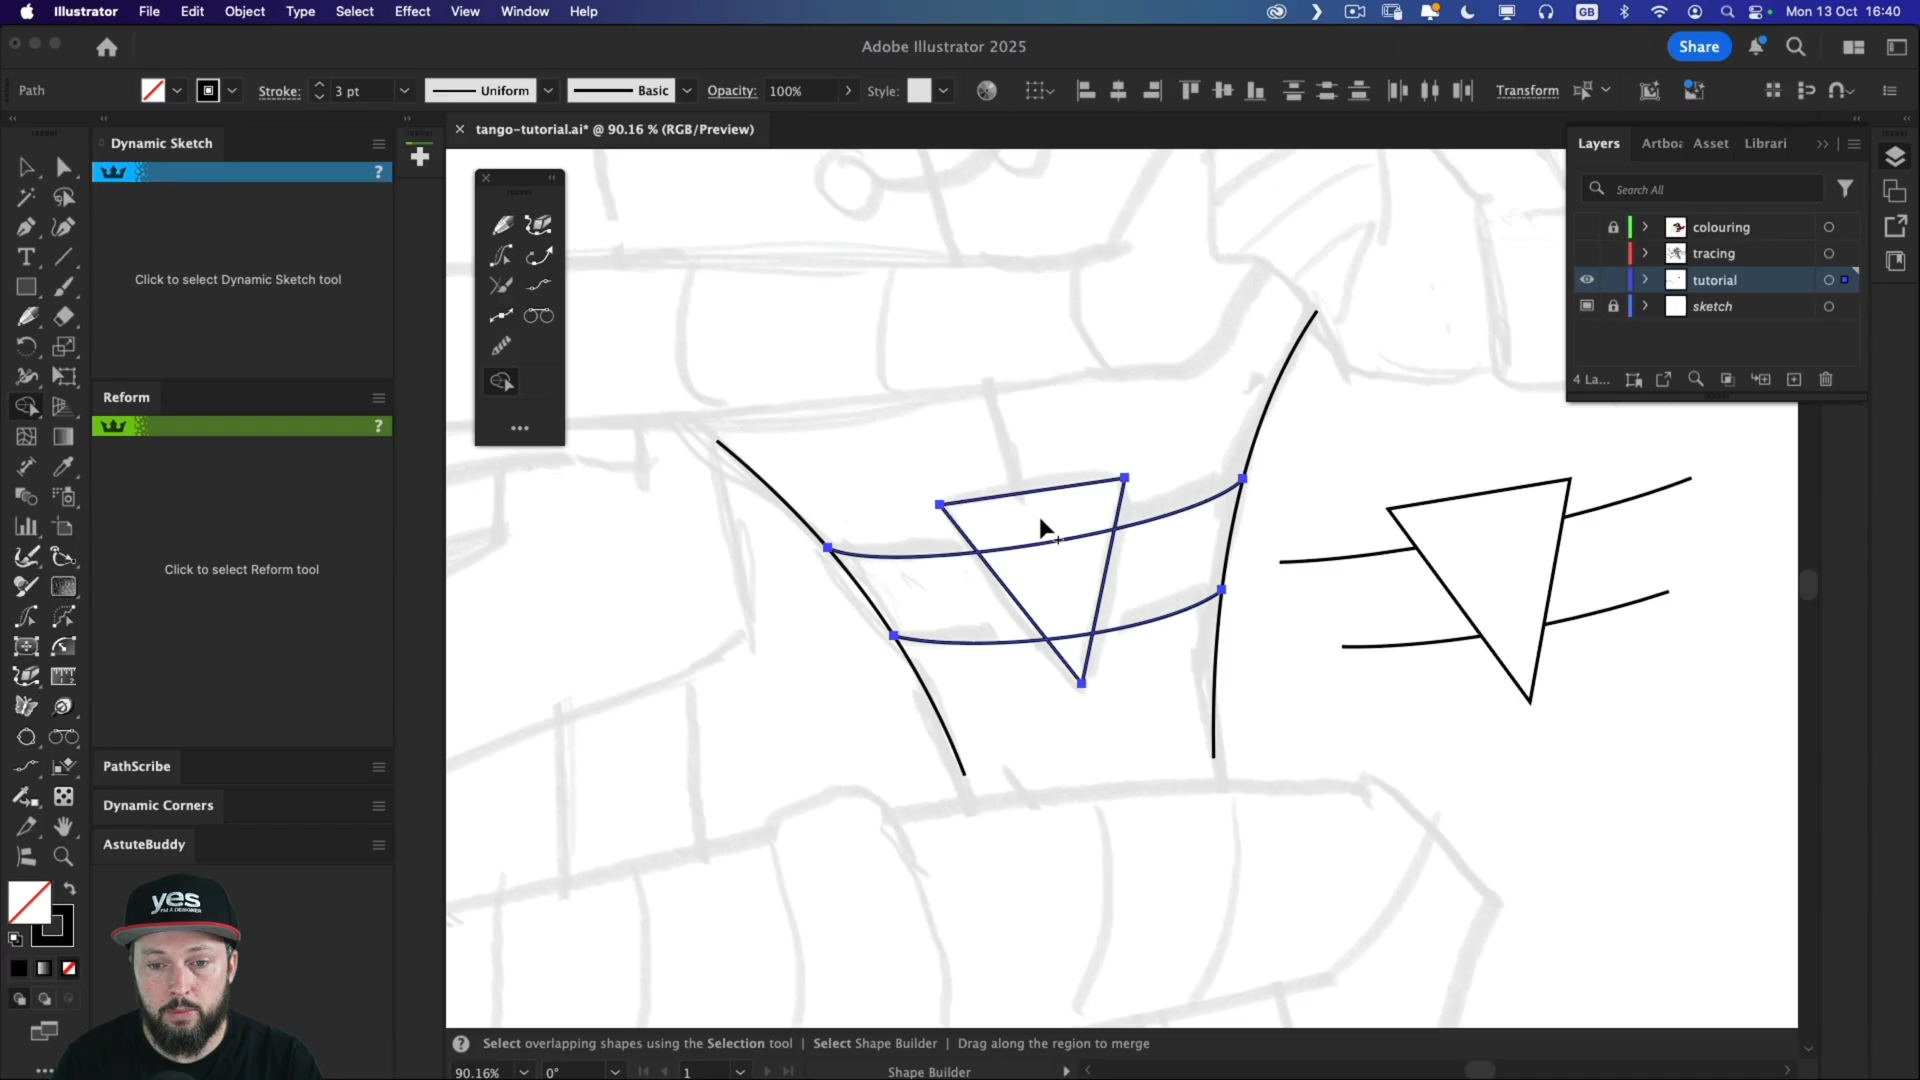 Illustrator File Edit Object Type Select Effect View Window Help
GB
Mon 13 Oct 16:40
Adobe Illustrator 2025
Share
Path
Stroke:
3 pt
Uniform
Basic
Opacity:
100%
Style:
Transform
Dynamic Sketch
tango-tutorial.ai* @ 90.16 % (RGB/Preview)
Layers
Artboa
Asset
Librari
?
Search All
colouring
tracing
Click to select Dynamic Sketch tool
tutorial
sketch
4 La...
Reform
?
Click to select Reform tool
PathScribe
Dynamic Corners
AstuteBuddy
yes
I'M A DESIGNER
Select overlapping shapes using the Selection tool | Select Shape Builder | Drag along the region to merge
90.16%
0°
1
Shape Builder